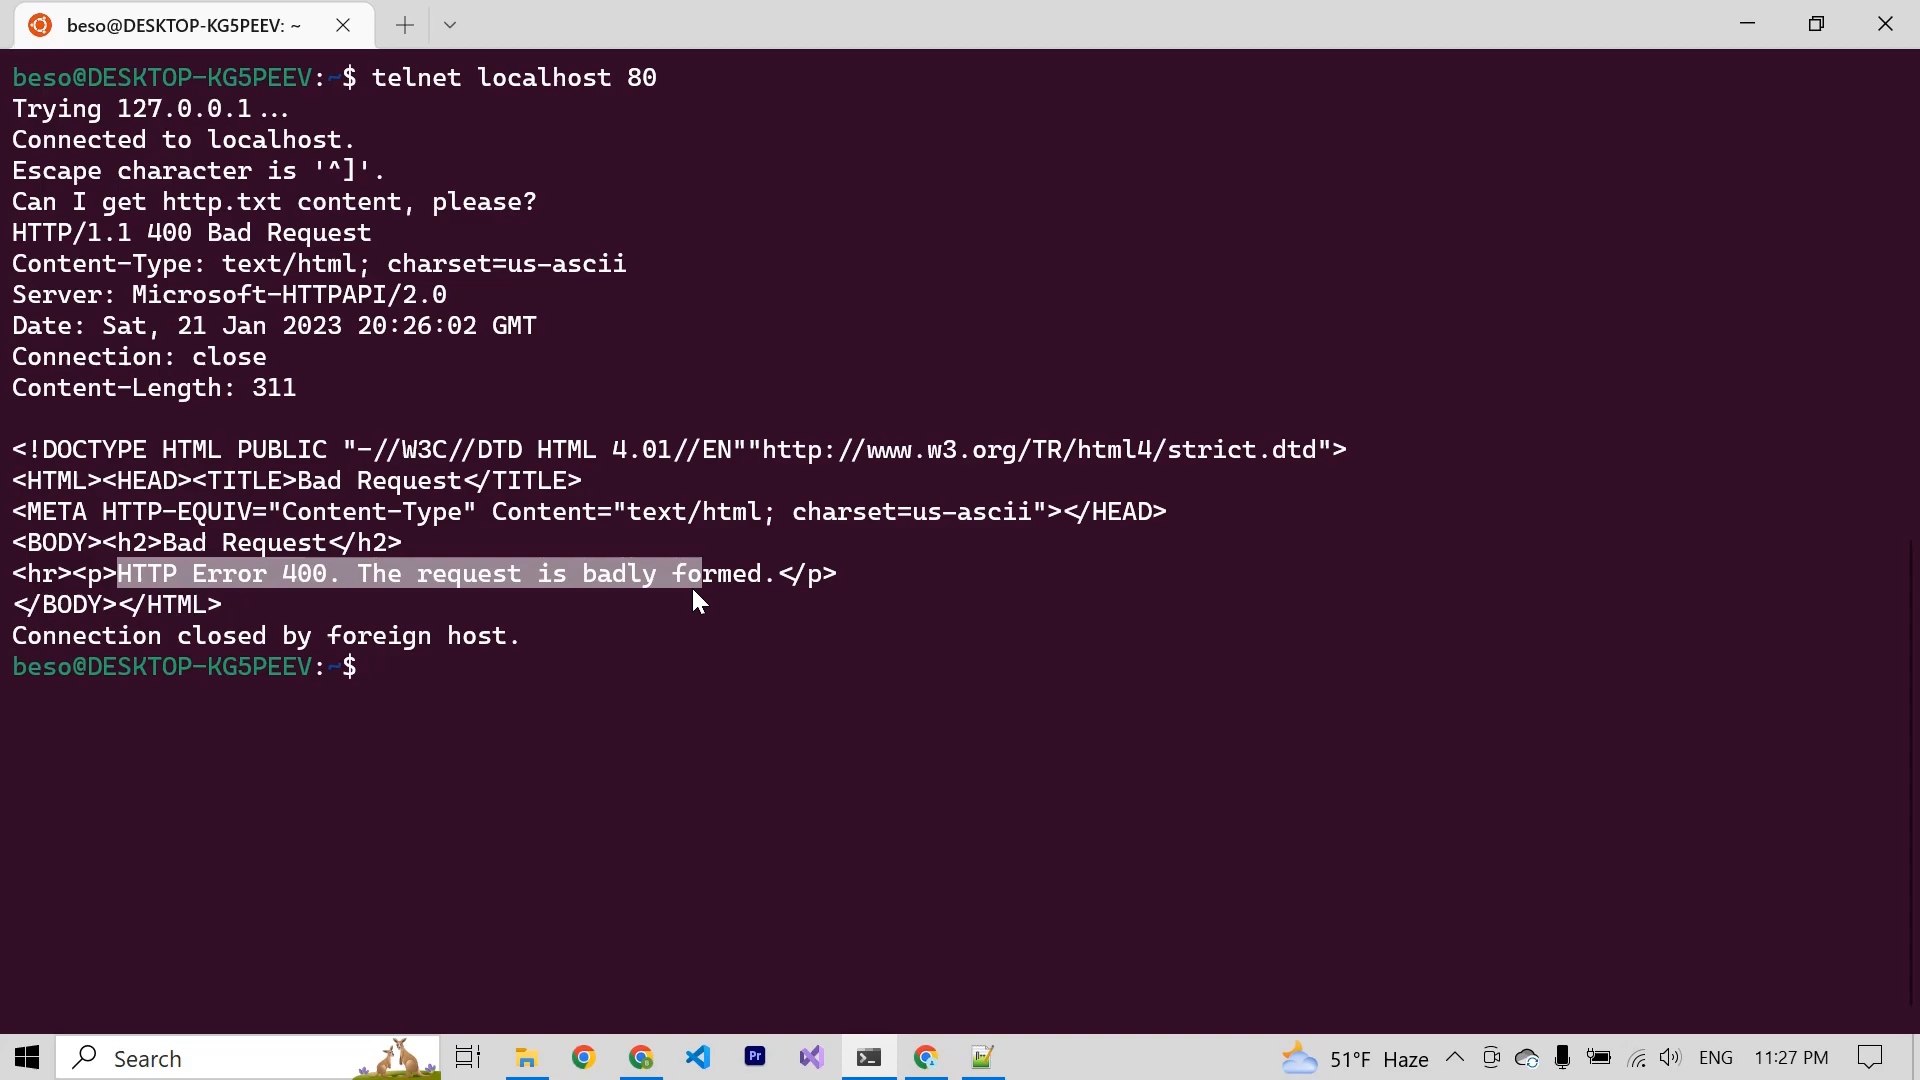 beso@DESKTOP-KG5PEEV: ~
beso@DESKTOP-KG5PEEV:~$ telnet localhost 80
Trying 127.0.0.1...
Connected to localhost.
Escape character is '^]'.
Can I get http.txt content, please?
HTTP/1.1 400 Bad Request
Content-Type: text/html; charset=us-ascii
Server: Microsoft-HTTPAPI/2.0
Date: Sat, 21 Jan 2023 20:26:02 GMT
Connection: close
Content-Length: 311
<!DOCTYPE HTML PUBLIC "-//W3C//DTD HTML 4.01//EN""http://www.w3.org/TR/html4/strict.dtd">
<HTML><HEAD><TITLE>Bad Request</TITLE>
<META HTTP-EQUIV="Content-Type" Content="text/html; charset=us-ascii"></HEAD>
<BODY><h2>Bad Request</h2>
<hr><p>HTTP Error 400. The request is badly formed.</p>
</BODY></HTML>
Connection closed by foreign host.
beso@DESKTOP-KG5PEEV:~$
Search
Pr
51°F Haze
ENG
11:27 PM